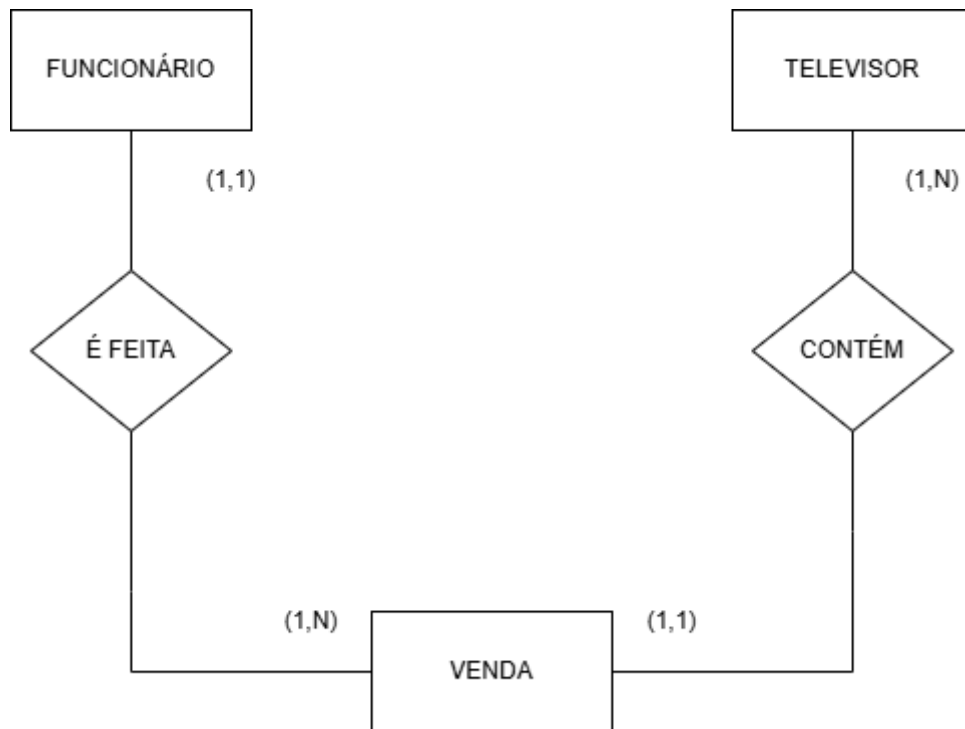 FUNCIONÁRIO
TELEVISOR
(1,1)
(1,N)
É FEITA
CONTÉM
(1,N)
(1,1)
VENDA